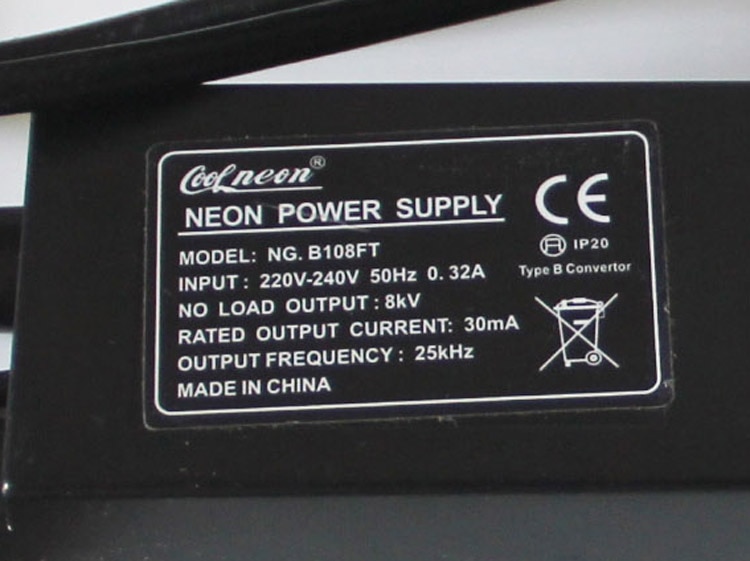 Coolneon®
NEON POWER SUPPLY
MODEL: NG. B108FT
INPUT: 220V-240V 50Hz 0.32A
NO LOAD OUTPUT: 8kV
RATED OUTPUT CURRENT: 30mA
OUTPUT FREQUENCY: 25kHz
MADE IN CHINA
CE
IP20
Type B Convertor